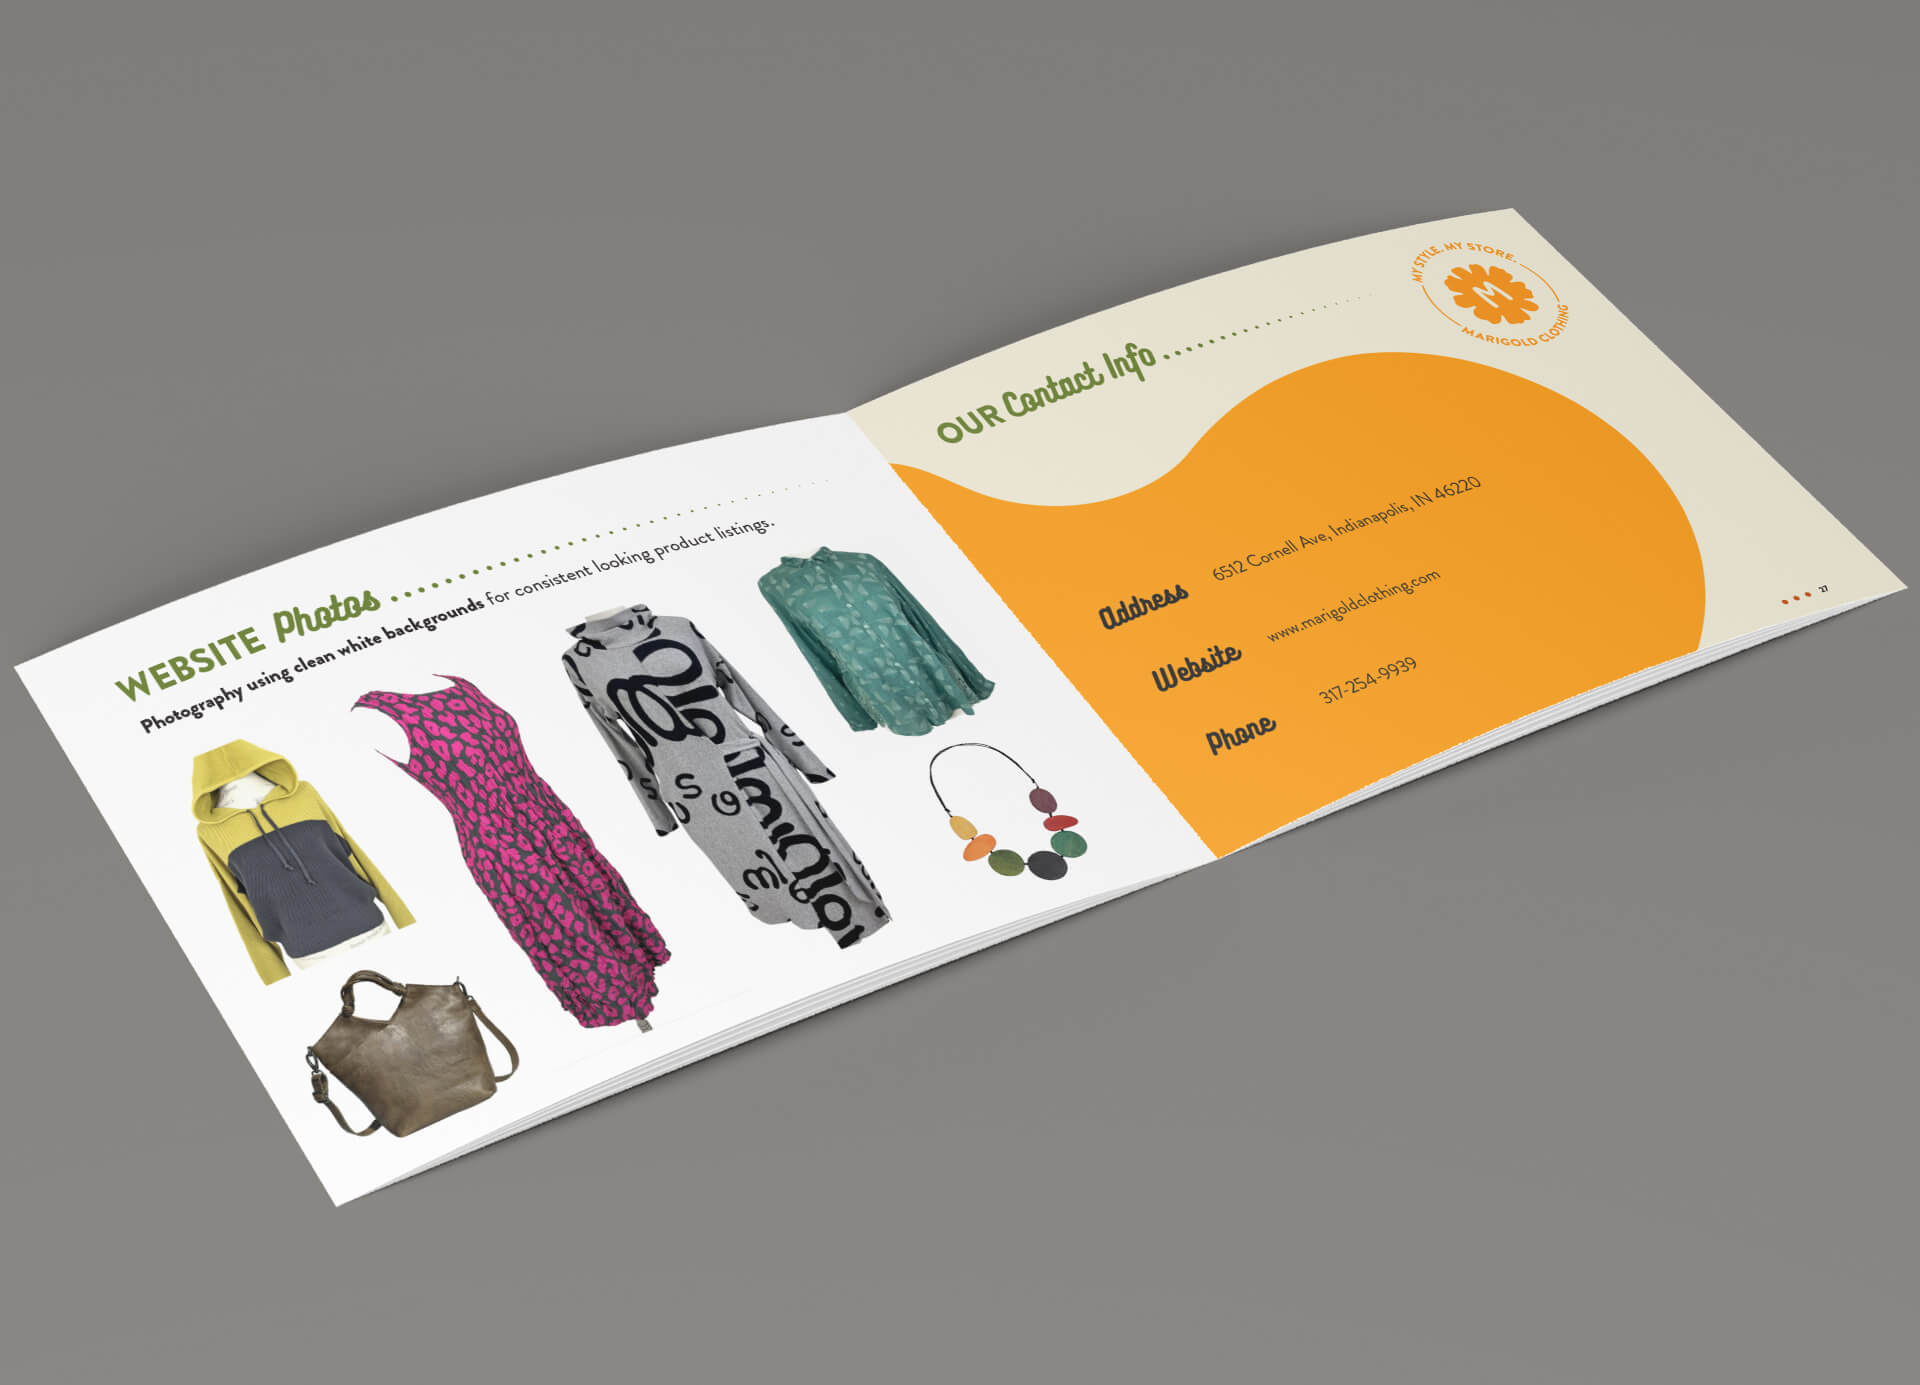 WEBSITE Photos
Photography using clean white backgrounds for consistent looking product listings.
OUR Contact Info
MY STYLE. MY STORE.
M
MARIGOLD CLOTHING
Address 6512 Cornell Ave, Indianapolis, IN 46220
Website www.marigoldclothing.com
Phone 317-254-9939
27